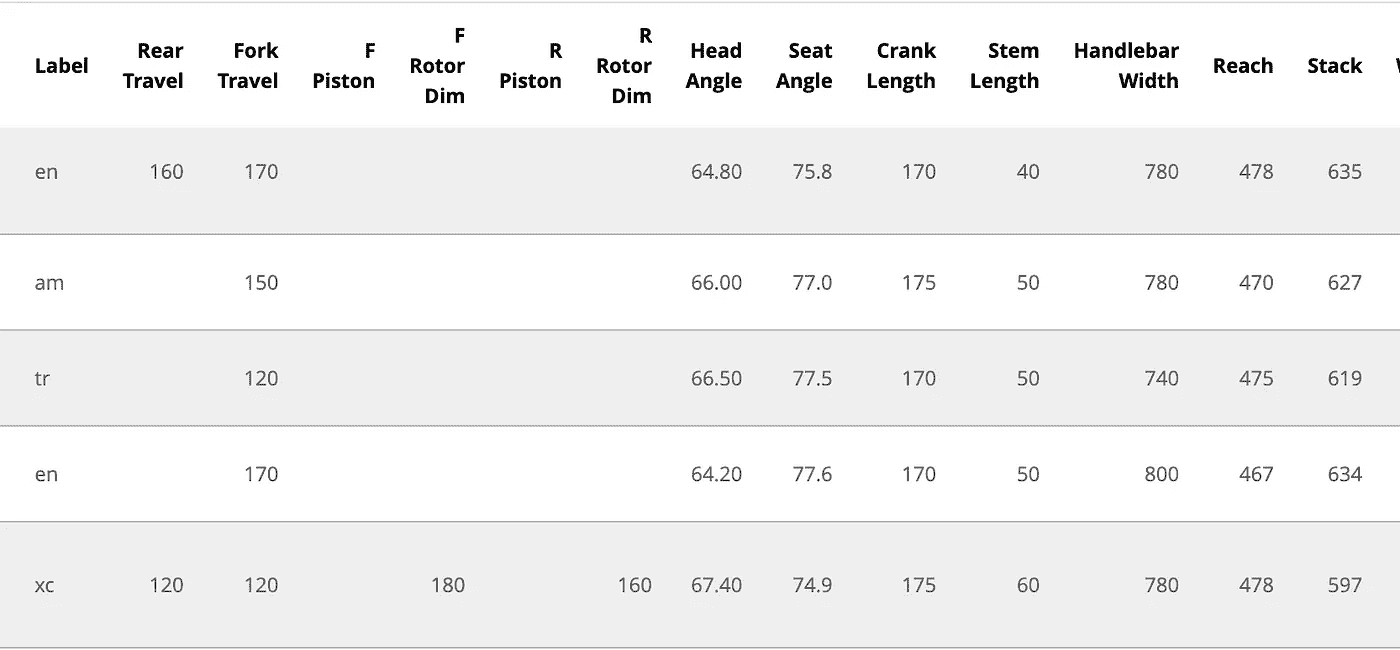 Label Rear Travel Fork Travel F Piston F Rotor Dim R Piston R Rotor Dim Head Angle Seat Angle Crank Length Stem Length Handlebar Width Reach Stack
en 160 170 64.80 75.8 170 40 780 478 635
am 150 66.00 77.0 175 50 780 470 627
tr 120 66.50 77.5 170 50 740 475 619
en 170 64.20 77.6 170 50 800 467 634
xc 120 120 180 160 67.40 74.9 175 60 780 478 597